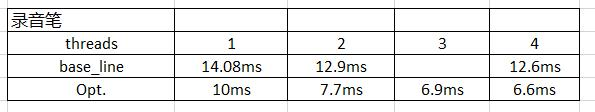 录音笔
threads 1 2 3 4
base_line 14.08ms 12.9ms 12.6ms
Opt. 10ms 7.7ms 6.9ms 6.6ms